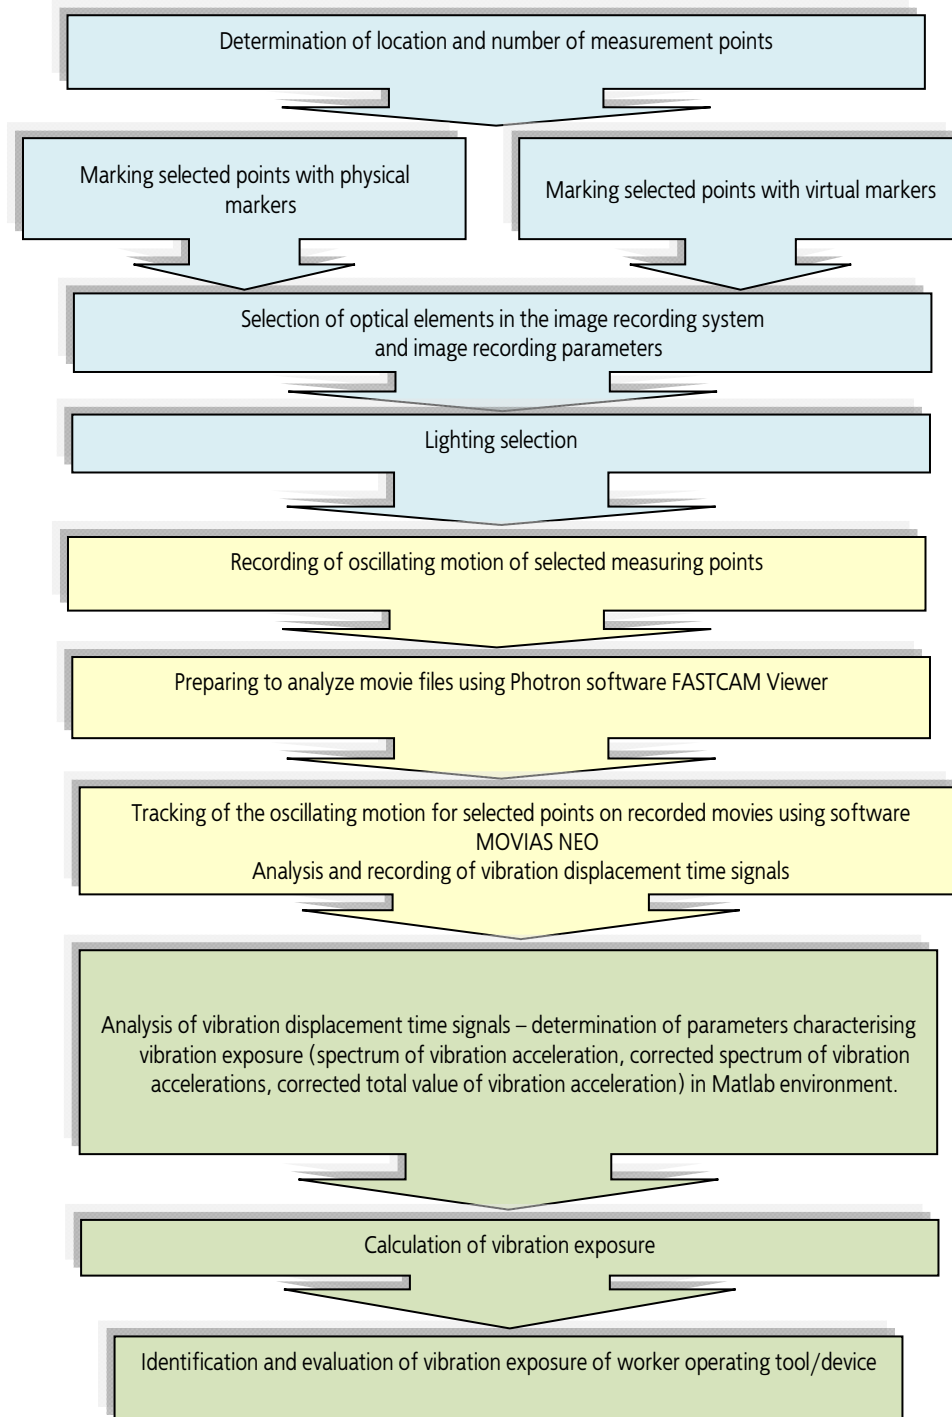 Determination of location and number of measurement points
Marking selected points with physical
markers
Marking selected points with virtual markers
Selection of optical elements in the image recording system
and image recording parameters
Lighting selection
Recording of oscillating motion of selected measuring points
Preparing to analyze movie files using Photron software FASTCAM Viewer
Tracking of the oscillating motion for selected points on recorded movies using software
MOVIAS NEO
Analysis and recording of vibration displacement time signals
Analysis of vibration displacement time signals – determination of parameters characterising
vibration exposure (spectrum of vibration acceleration, corrected spectrum of vibration
accelerations, corrected total value of vibration acceleration) in Matlab environment.
Calculation of vibration exposure
Identification and evaluation of vibration exposure of worker operating tool/device